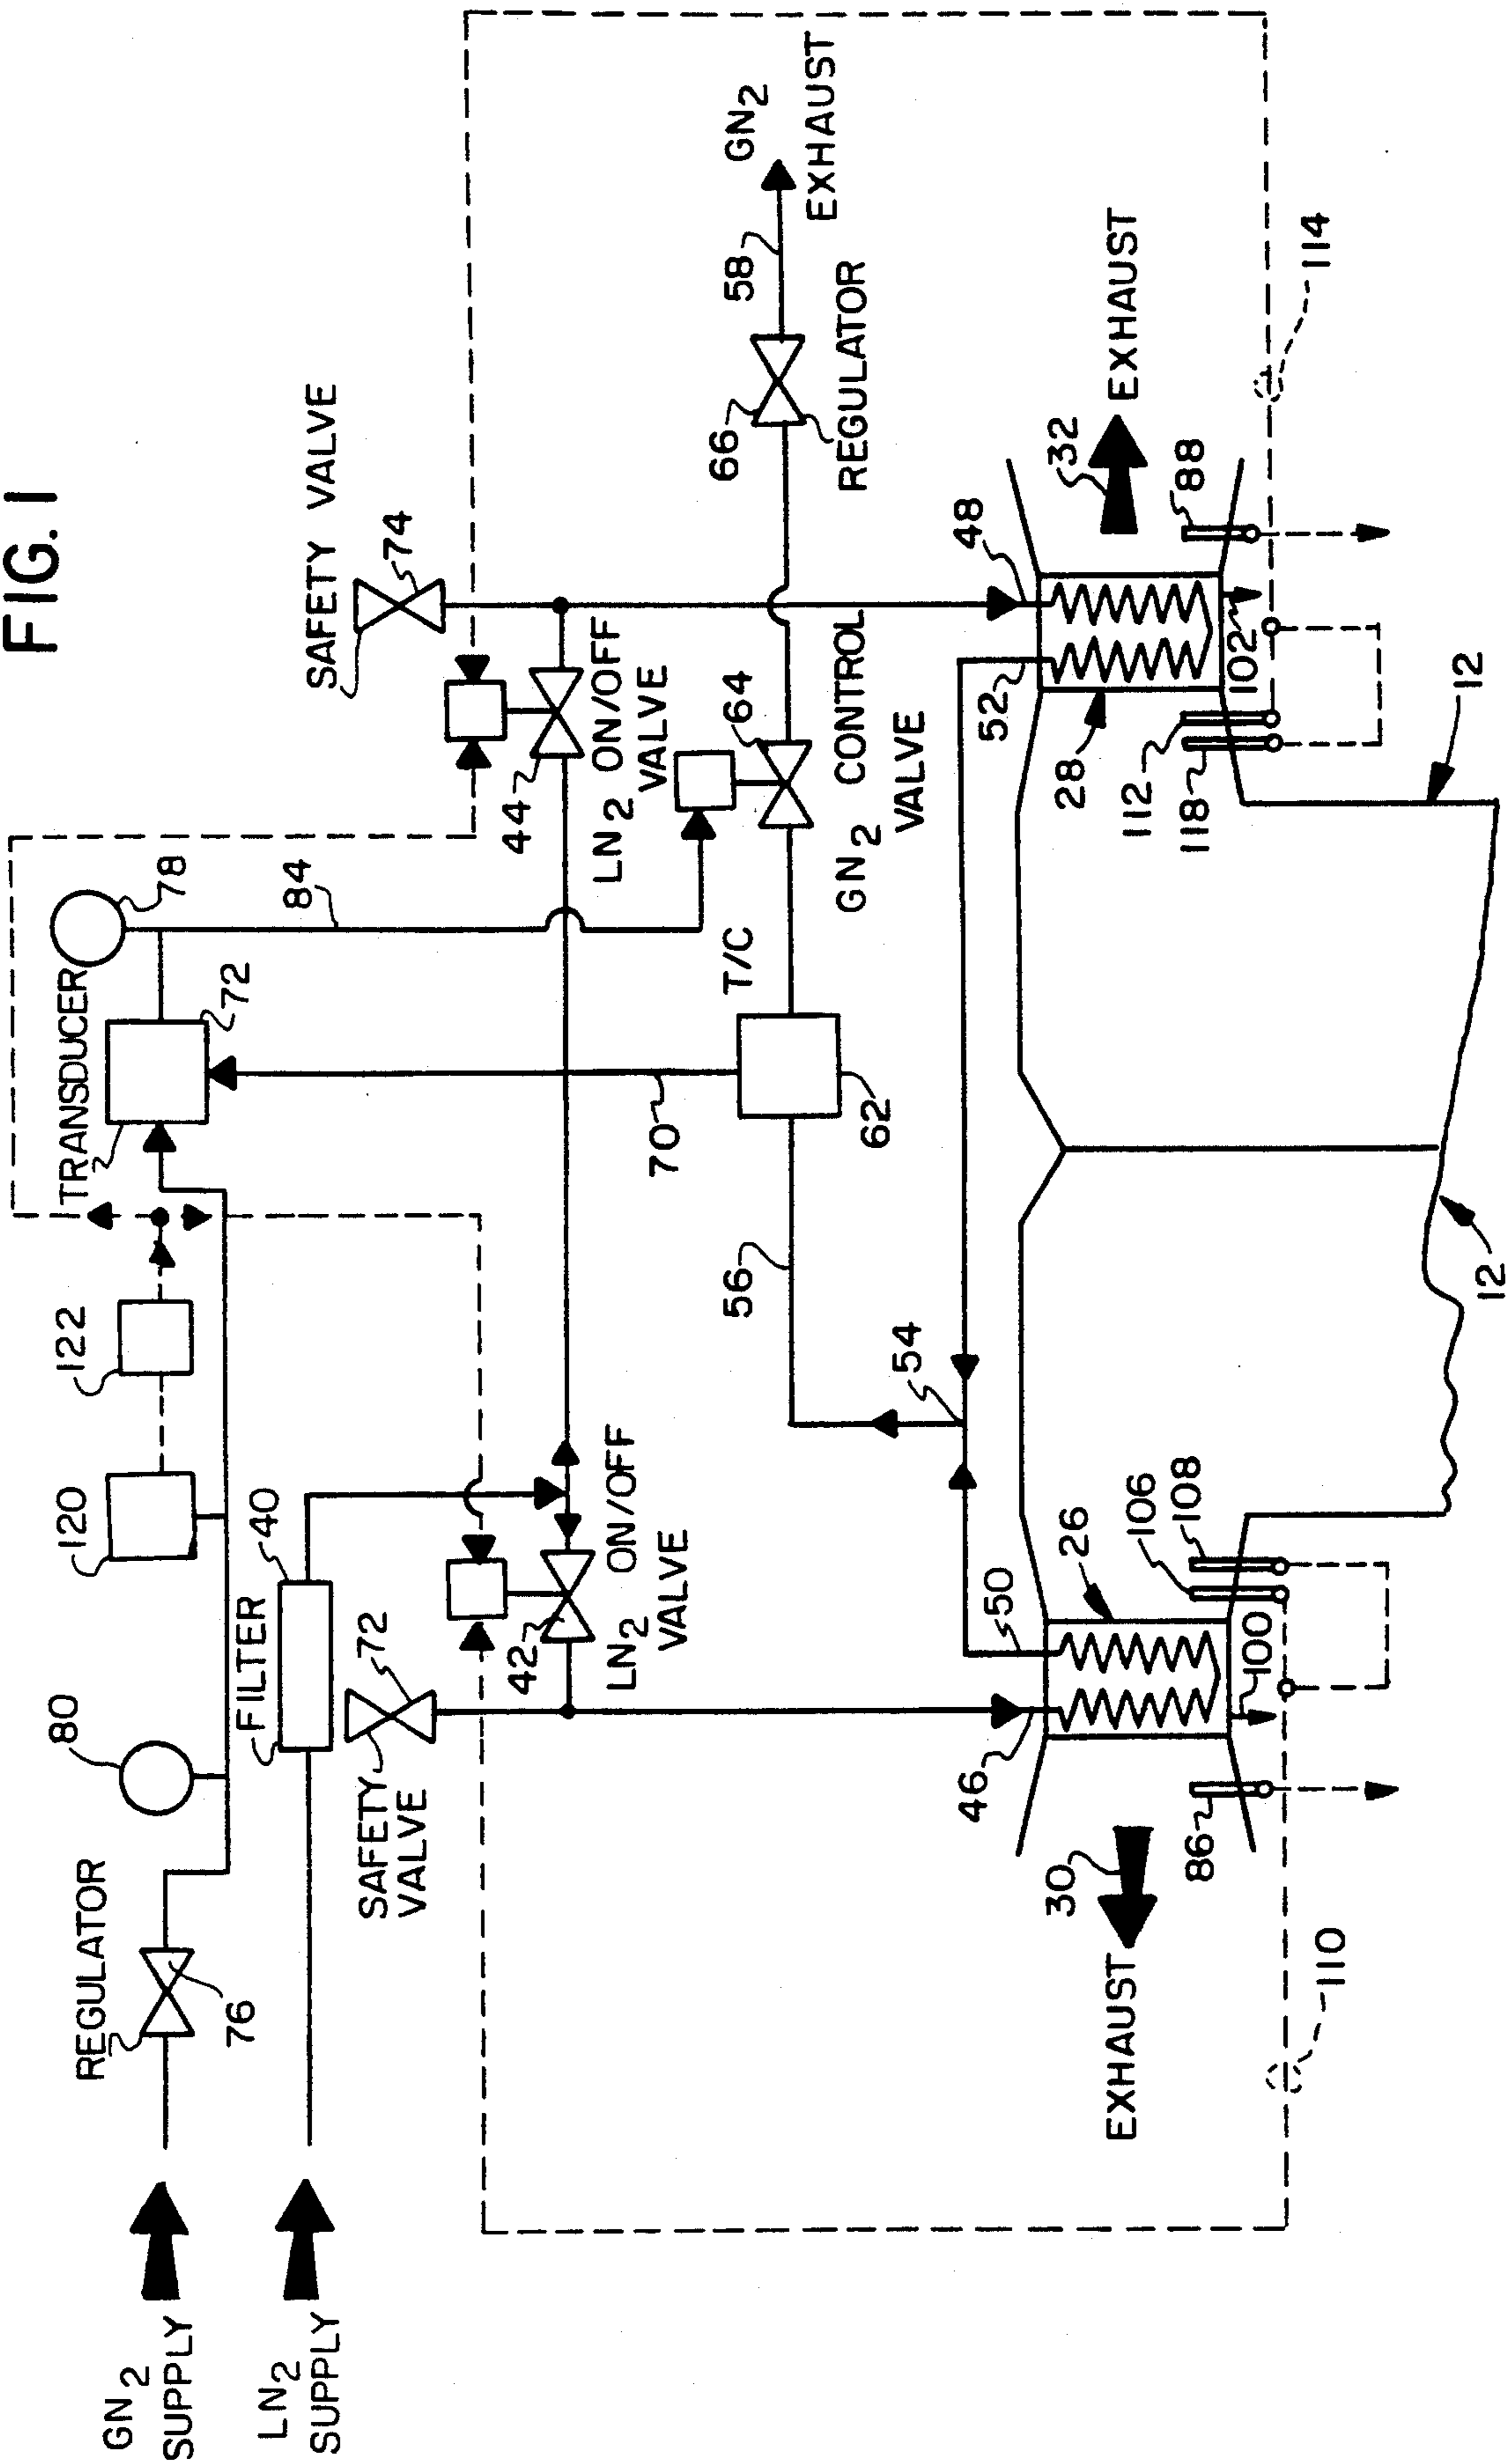 FIG. 1
GN2
SUPPLY
LN2
SUPPLY
REGULATOR
76
80
FILTER
40
120
122
TRANSDUCER
72
78
84
SAFETY
VALVE
72
42
LN2 ON/OFF
VALVE
44
LN2 ON/OFF
VALVE
SAFETY VALVE
74
70
T/C
62
56
54
64
GN2 CONTROL
VALVE
66
REGULATOR
58
GN2
EXHAUST
46
50
26
52
48
28
30
EXHAUST
32
EXHAUST
86
100
106
108
112
118
102
88
110
114
12
12